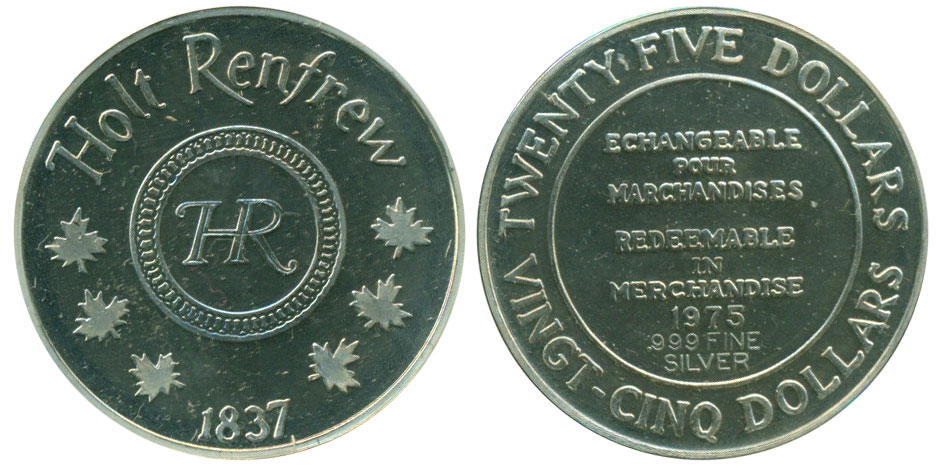 Holt Renfrew
HR
1837
TWENTY-FIVE DOLLARS
ECHANGEABLE
POUR
MARCHANDISES
REDEEMABLE
IN
MERCHANDISE
1975
.999 FINE
SILVER
VINGT-CINQ DOLLARS